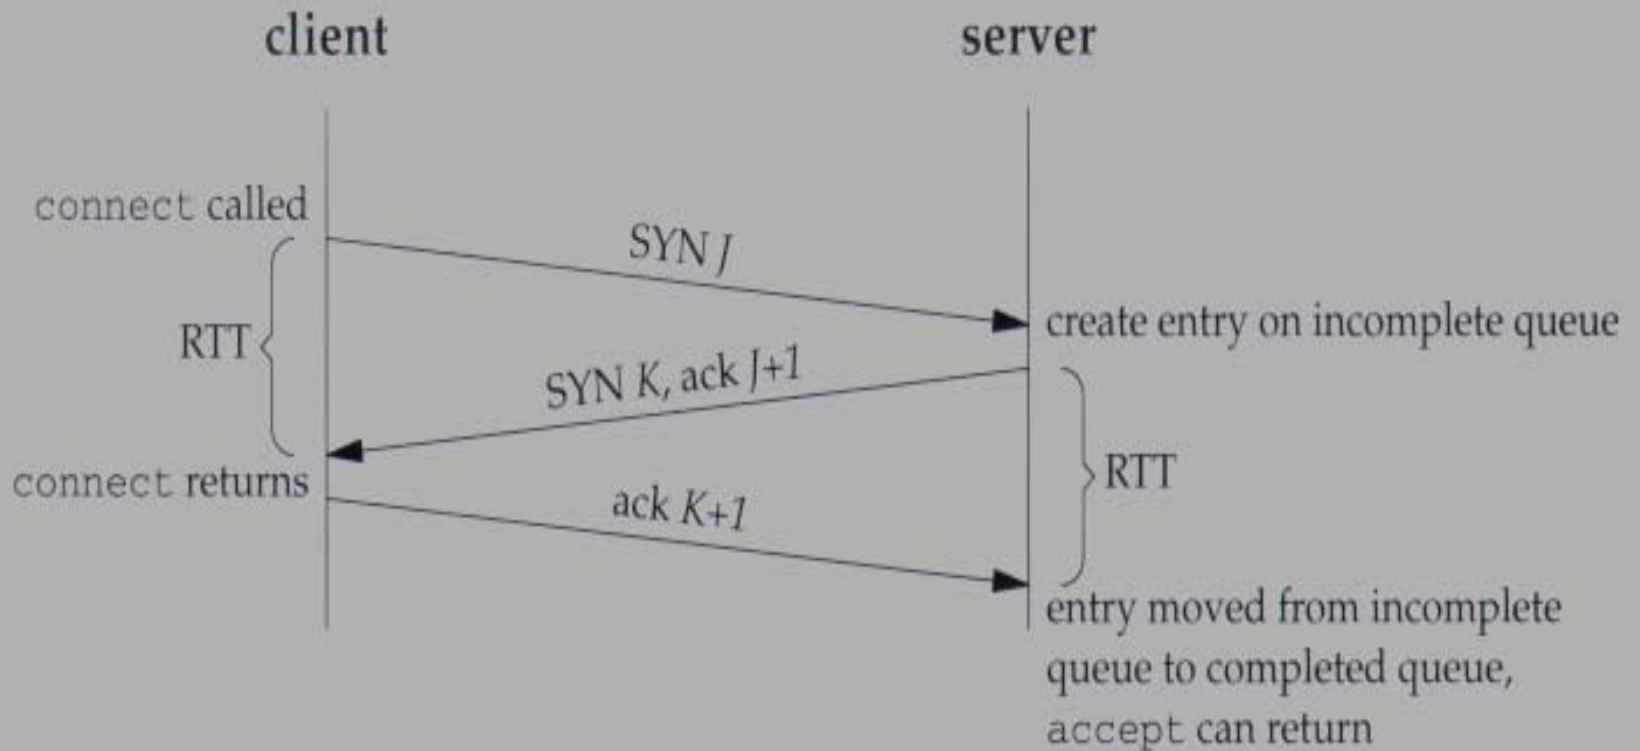 client
server
connect called
SYN J
create entry on incomplete queue
RTT
SYN K, ack J+1
RTT
connect returns
ack K+1
entry moved from incomplete
queue to completed queue,
accept can return